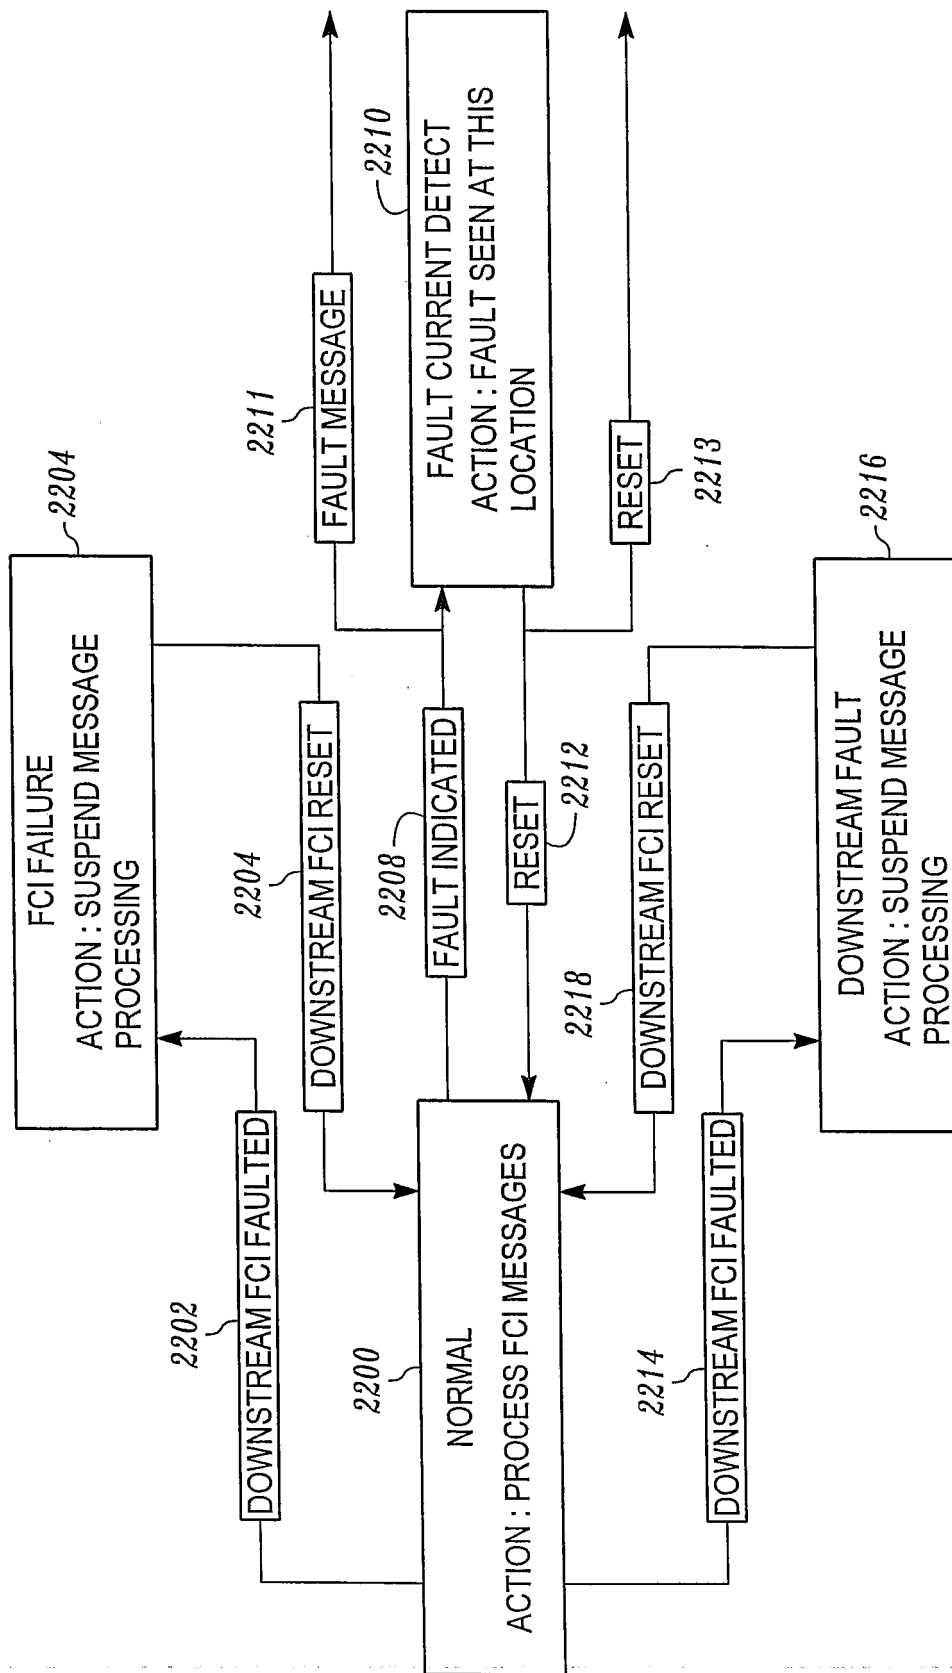 2204
FCI FAILURE
ACTION : SUSPEND MESSAGE
PROCESSING
2202
DOWNSTREAM FCI FAULTED
2204
DOWNSTREAM FCI RESET
2211
FAULT MESSAGE
2200
NORMAL
ACTION : PROCESS FCI MESSAGES
2208
FAULT INDICATED
2210
FAULT CURRENT DETECT
ACTION : FAULT SEEN AT THIS
LOCATION
RESET
2212
RESET
2213
2218
DOWNSTREAM FCI RESET
2214
DOWNSTREAM FCI FAULTED
2216
DOWNSTREAM FAULT
ACTION : SUSPEND MESSAGE
PROCESSING